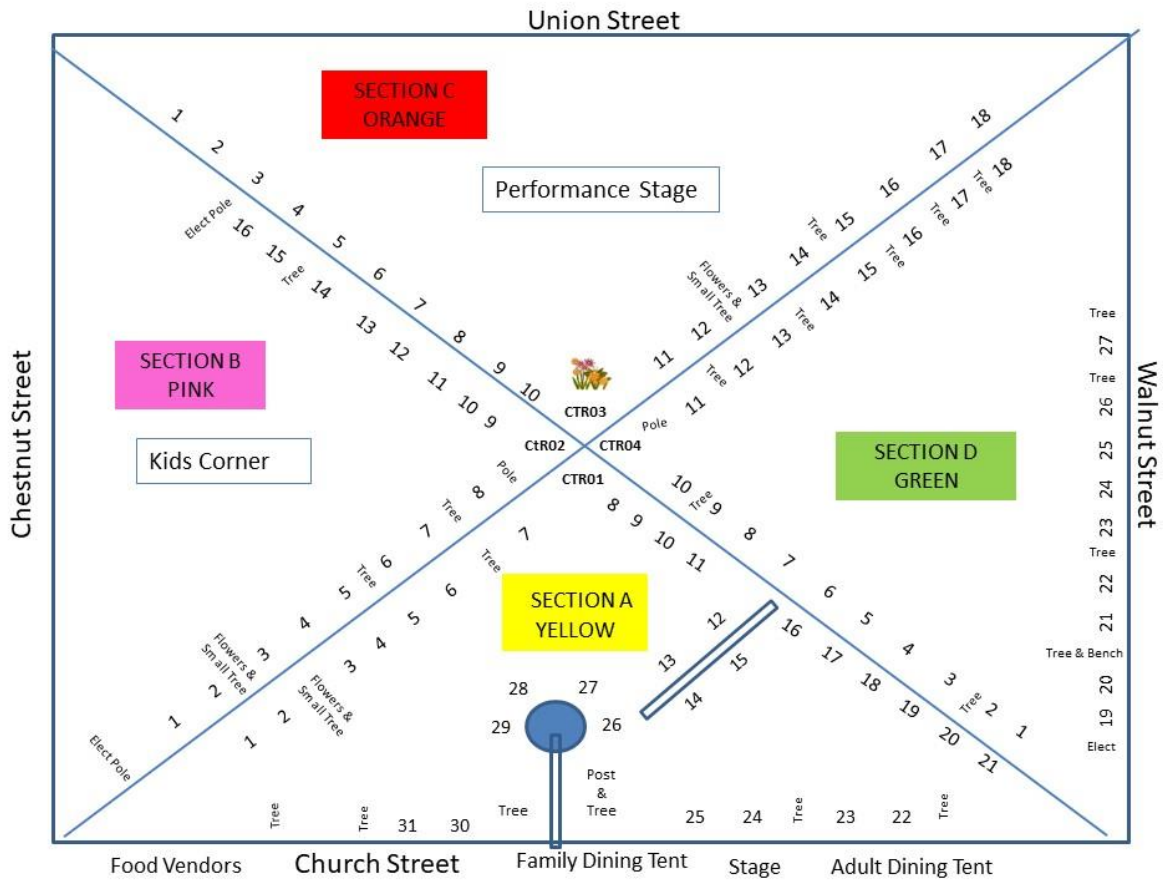 Union Street
SECTION C
ORANGE
Performance Stage
1
2
3
4
5
6
7
8
9
10
Elect Pole
16
15
Tree
14
13
12
11
10
9
SECTION B
PINK
Kids Corner
Chestnut Street
CTR03
CtR02
CTR04
CTR01
18
17
16
15
Tree
14
13
Flowers &
Sm all Tree
12
11
18
Tree
17
Tree
16
Tree
15
14
Tree
13
12
Tree
11
Pole
SECTION D
GREEN
Tree
27
Tree
26
25
24
23
Tree
22
21
Tree & Bench
20
19
Elect
Walnut Street
10
Tree
9
8
7
6
5
4
3
Tree
2
1
Pole
8
Tree
7
6
Tree
5
4
3
Flowers &
Sm all Tree
2
1
Elect Pole
7
Tree
6
5
4
3
Flowers &
Sm all Tree
2
1
SECTION A
YELLOW
8
9
10
11
12
13
14
15
16
17
18
19
20
21
28
27
29
26
Post
&
Tree
Tree
Tree
31
30
Tree
25
24
Tree
23
22
Tree
Food Vendors
Church Street
Family Dining Tent
Stage
Adult Dining Tent